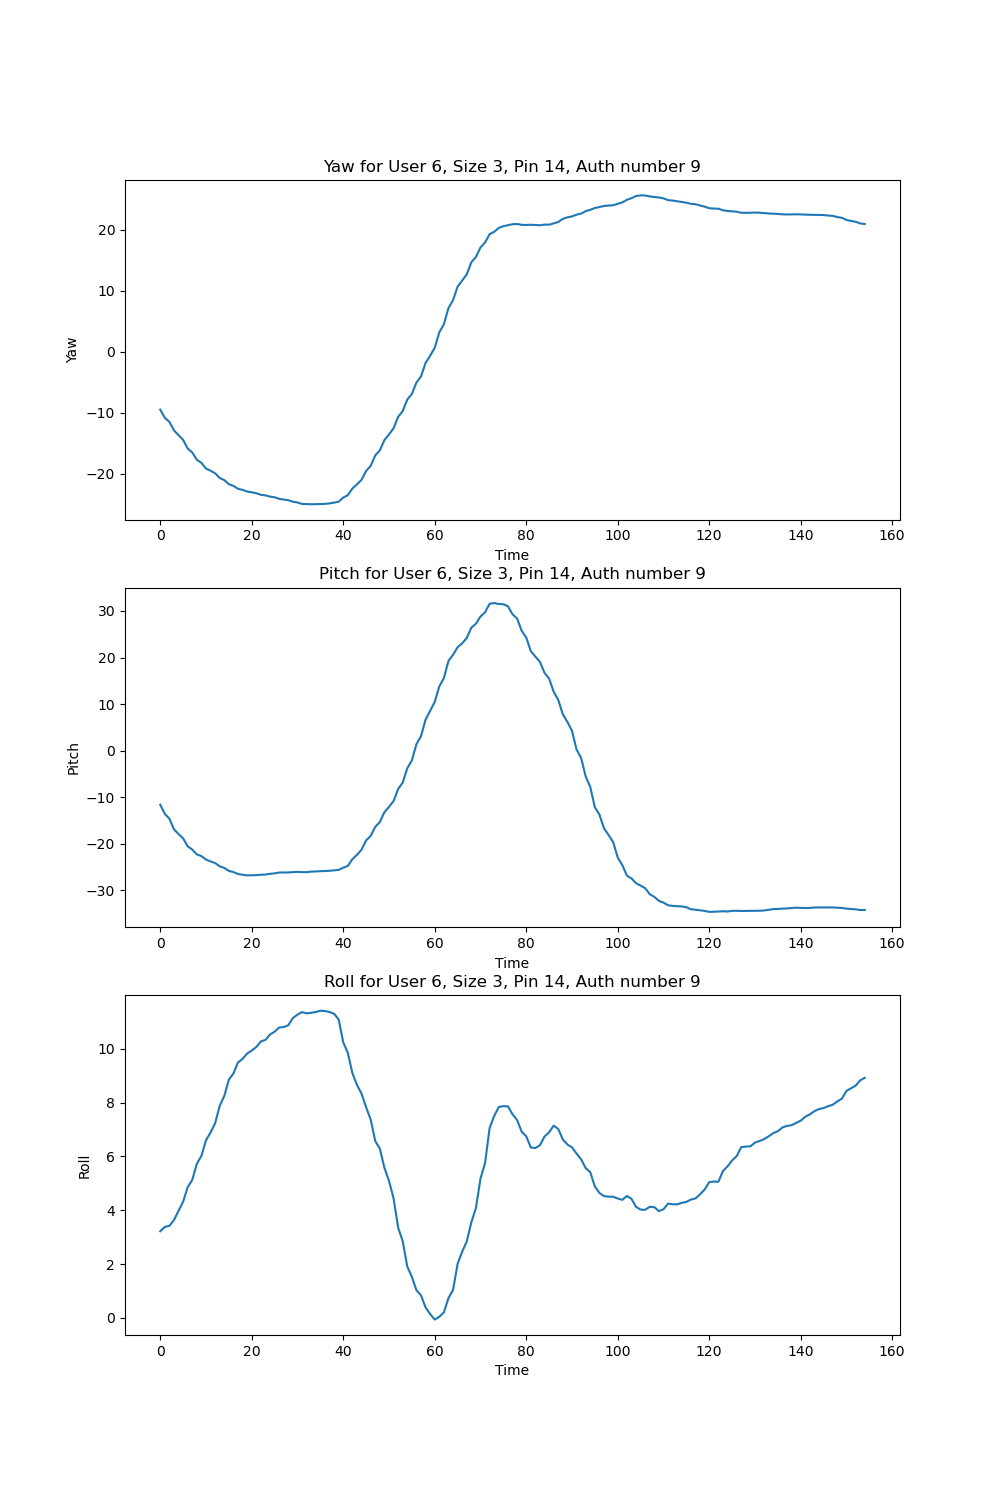 Yaw for User 6, Size 3, Pin 14, Auth number 9
20
10
0
−10
−20
Yaw
0 20 40 60 80 100 120 140 160
Time
Pitch for User 6, Size 3, Pin 14, Auth number 9
30
20
10
0
−10
−20
−30
Pitch
0 20 40 60 80 100 120 140 160
Time
Roll for User 6, Size 3, Pin 14, Auth number 9
10
8
6
4
2
0
Roll
0 20 40 60 80 100 120 140 160
Time